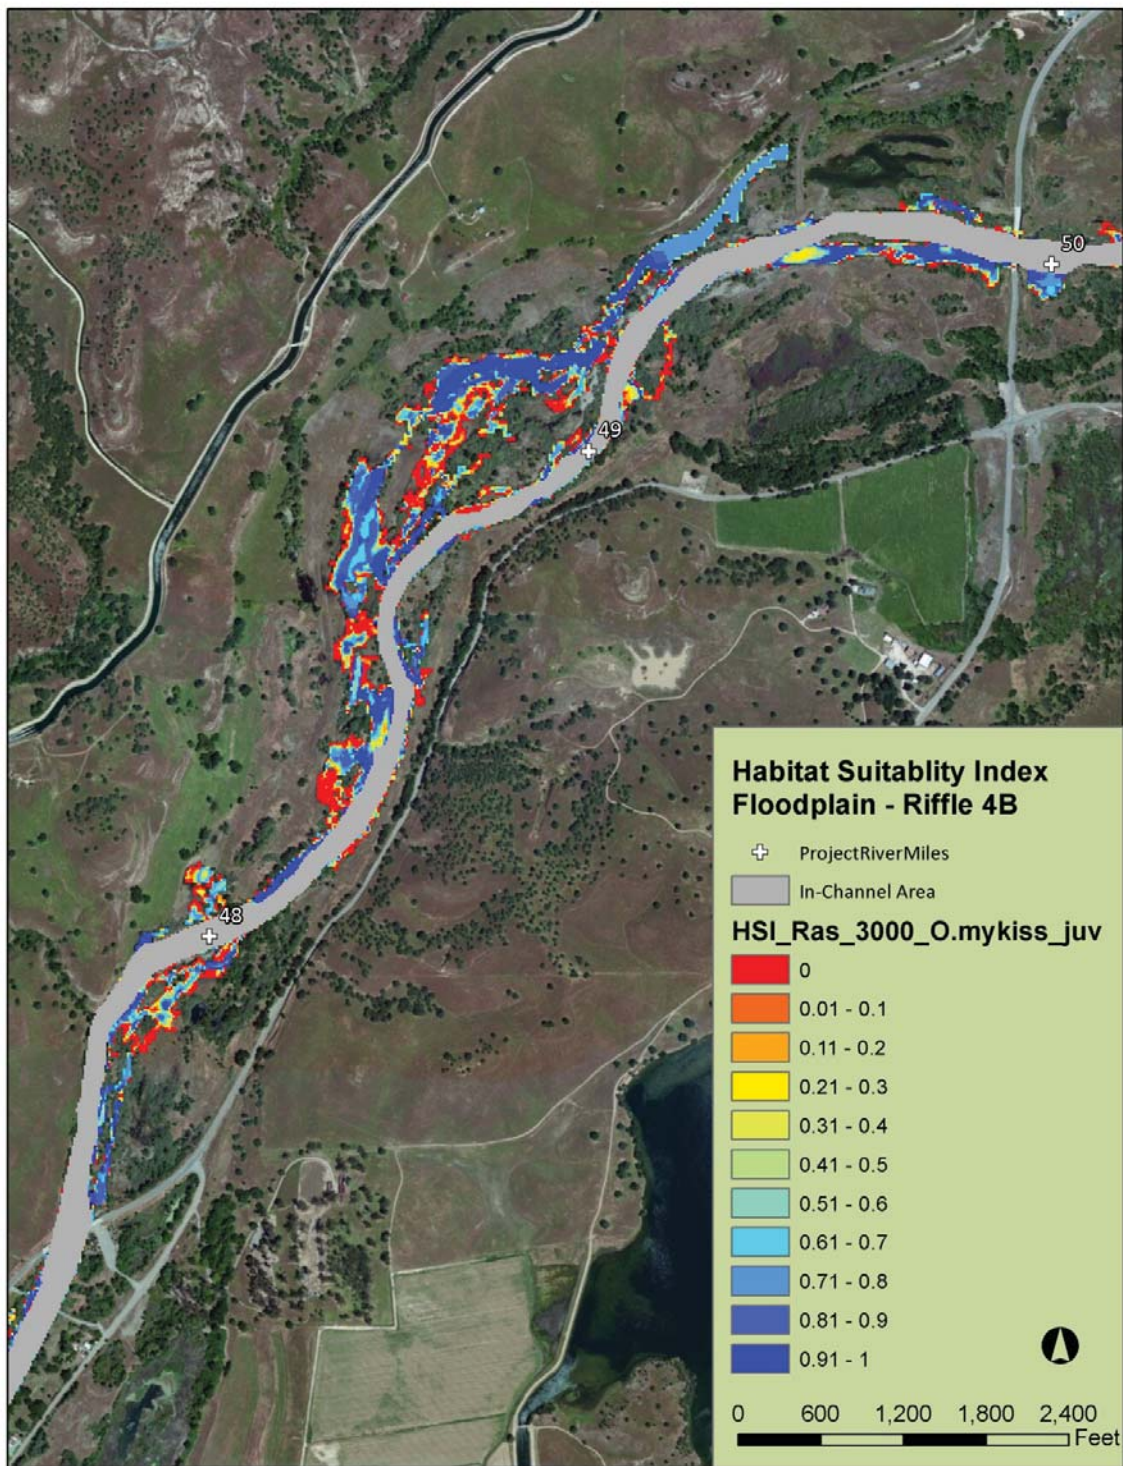 50
49
48
Habitat Suitablity Index
Floodplain - Riffle 4B
ProjectRiverMiles
In-Channel Area
HSI_Ras_3000_O.mykiss_juv
0
0.01 - 0.1
0.11 - 0.2
0.21 - 0.3
0.31 - 0.4
0.41 - 0.5
0.51 - 0.6
0.61 - 0.7
0.71 - 0.8
0.81 - 0.9
0.91 - 1
0 600 1,200 1,800 2,400
Feet